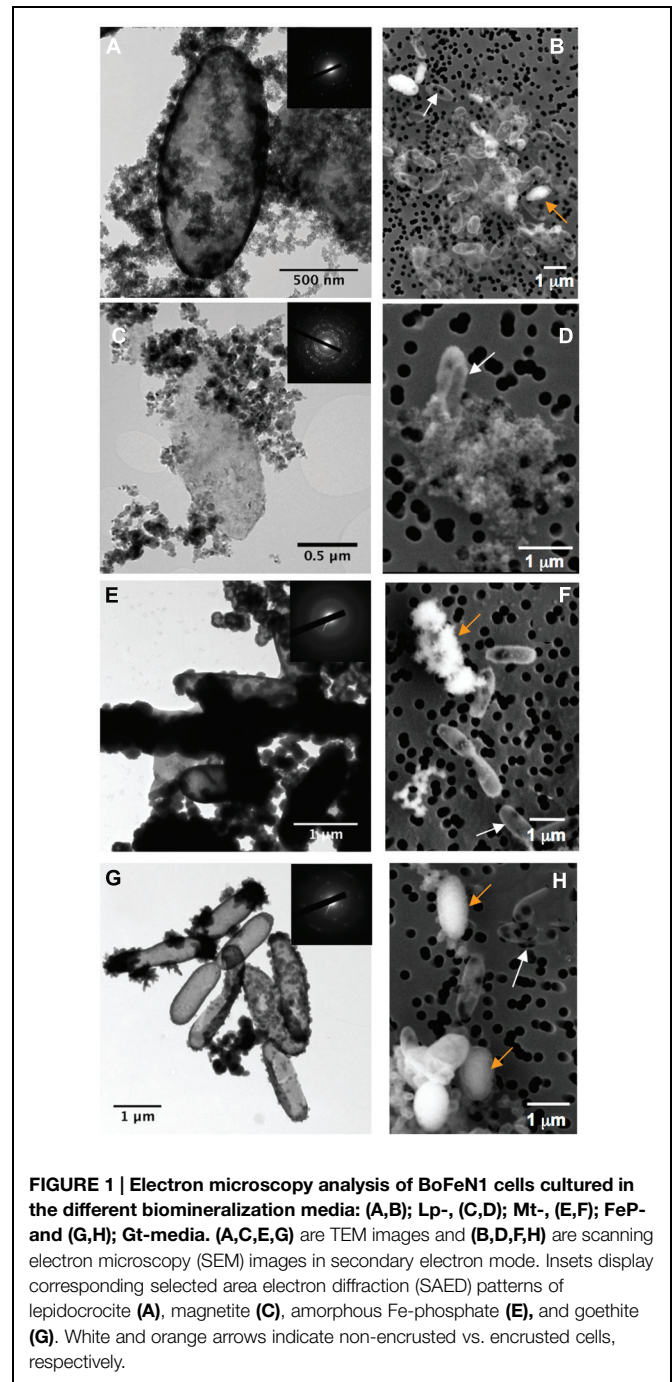 A
B
500 nm
1 μm
C
D
0.5 μm
1 μm
E
F
1 μm
1 μm
G
H
1 μm
1 μm
FIGURE 1 | Electron microscopy analysis of BoFeN1 cells cultured in
the different biomineralization media: (A,B); Lp-, (C,D); Mt-, (E,F); FeP-
and (G,H); Gt-media. (A,C,E,G) are TEM images and (B,D,F,H) are scanning
electron microscopy (SEM) images in secondary electron mode. Insets display
corresponding selected area electron diffraction (SAED) patterns of
lepidocrocite (A), magnetite (C), amorphous Fe-phosphate (E), and goethite
(G). White and orange arrows indicate non-encrusted vs. encrusted cells,
respectively.